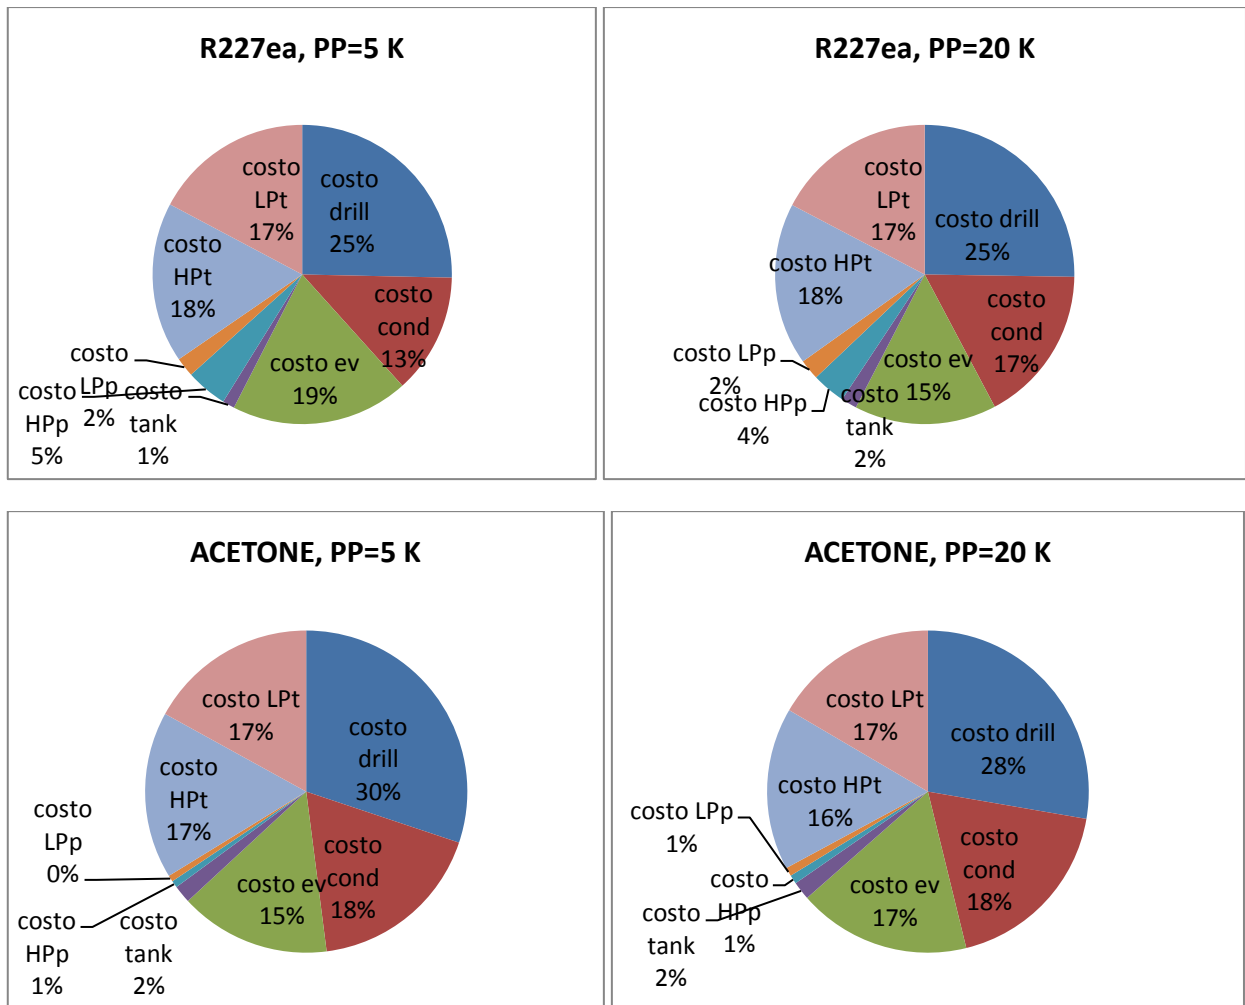 R227ea, PP=5 K
costo
LPt
17%
costo
drill
25%
costo
HPt
18%
costo
cond
13%
costo ev
19%
costo
LPp
2%
costo
HPp
5%
costo
tank
1%
R227ea, PP=20 K
costo
LPt
17%
costo drill
25%
costo HPt
18%
costo
cond
17%
costo ev
15%
costo LPp
2%
costo HPp
4%
costo
tank
2%
ACETONE, PP=5 K
costo LPt
17%
costo
drill
30%
costo
HPt
17%
costo
cond
18%
costo ev
15%
costo
LPp
0%
costo
HPp
1%
costo
tank
2%
ACETONE, PP=20 K
costo LPt
17%
costo drill
28%
costo HPt
16%
costo
cond
18%
costo ev
17%
costo LPp
1%
costo
HPp
1%
costo
tank
2%